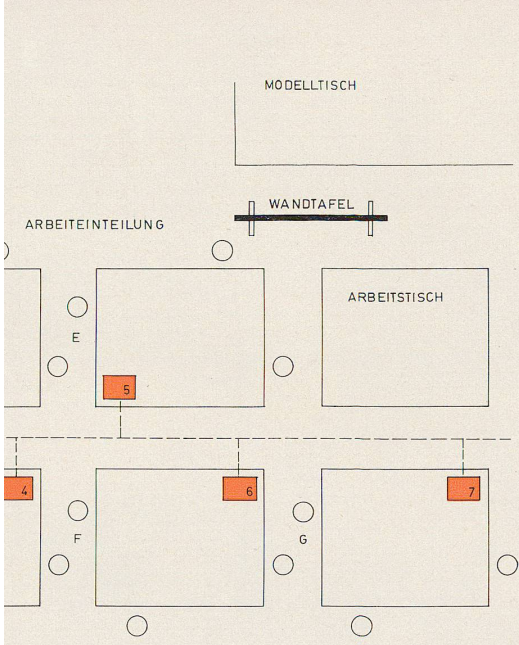 MODELLTISCH
WANDTAFEL
ARBEITEINTEILUNG
ARBEITSTISCH
E
5
4
6
7
F
G